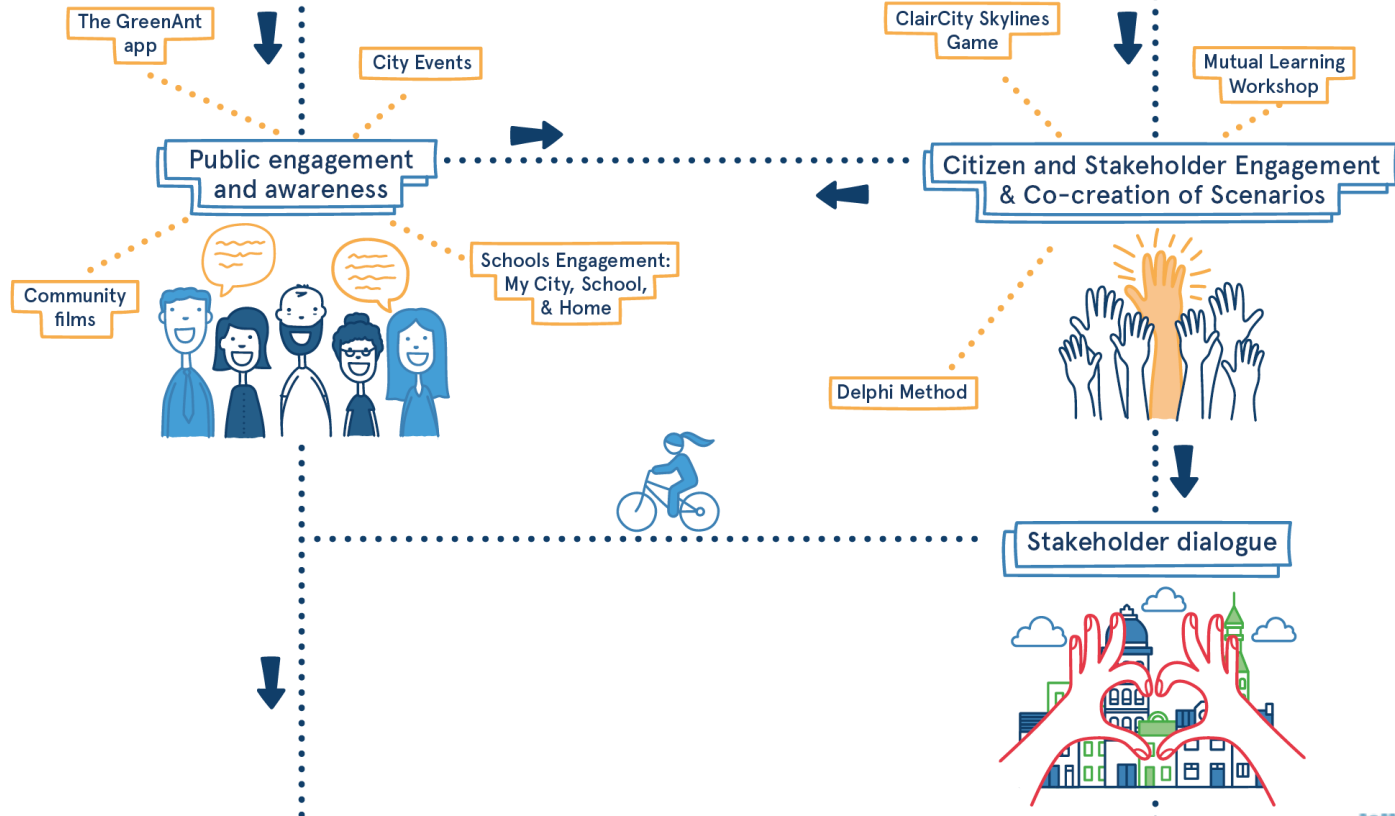 The GreenAnt
app
City Events
ClairCity Skylines
Game
Mutual Learning
Workshop
Public engagement
and awareness
Citizen and Stakeholder Engagement
& Co-creation of Scenarios
Schools Engagement:
My City, School,
& Home
Community
films
Delphi Method
Stakeholder dialogue